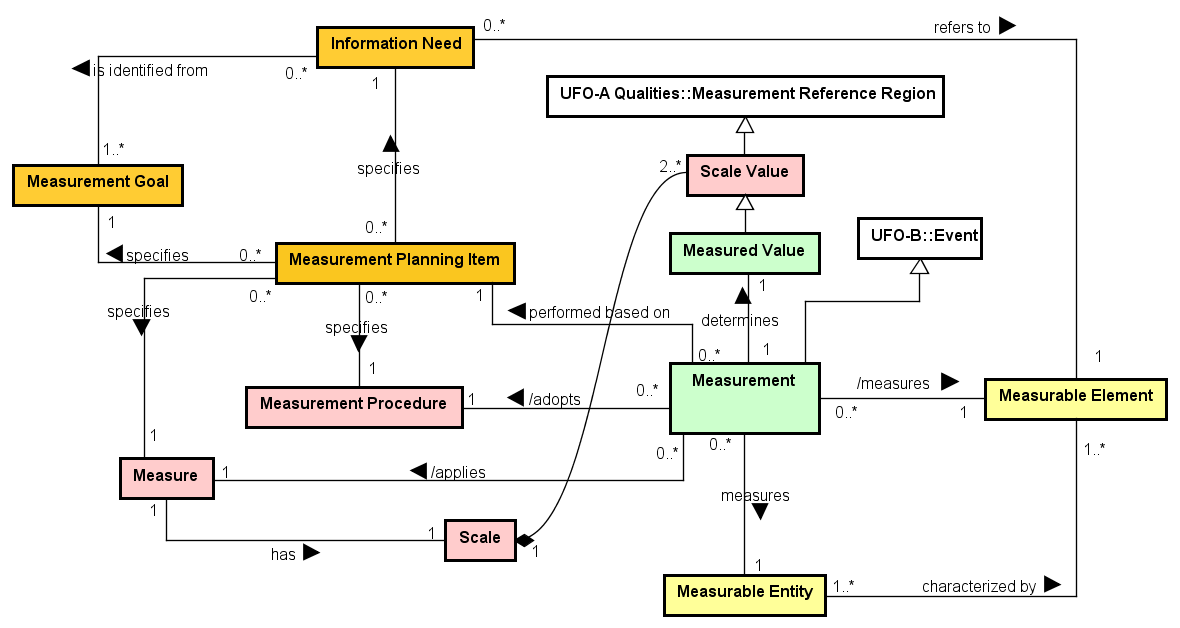 0..*
refers to
Information Need
is identified from
0..*
1
UFO-A Qualities::Measurement Reference Region
1..*
specifies
2..*
Scale Value
Measurement Goal
1
0..*
UFO-B::Event
specifies
0..*
Measurement Planning Item
Measured Value
0..*
0..*
1
1
specifies
specifies
performed based on
determines
0..*
1
1
1
Measurement
/measures
Measurable Element
0..*
1
0..*
1
/adopts
Measurement Procedure
1
0..*
0..*
1..*
Measure
1
/applies
measures
1
1
Scale
1
has
1
Measurable Entity
1..*
characterized by